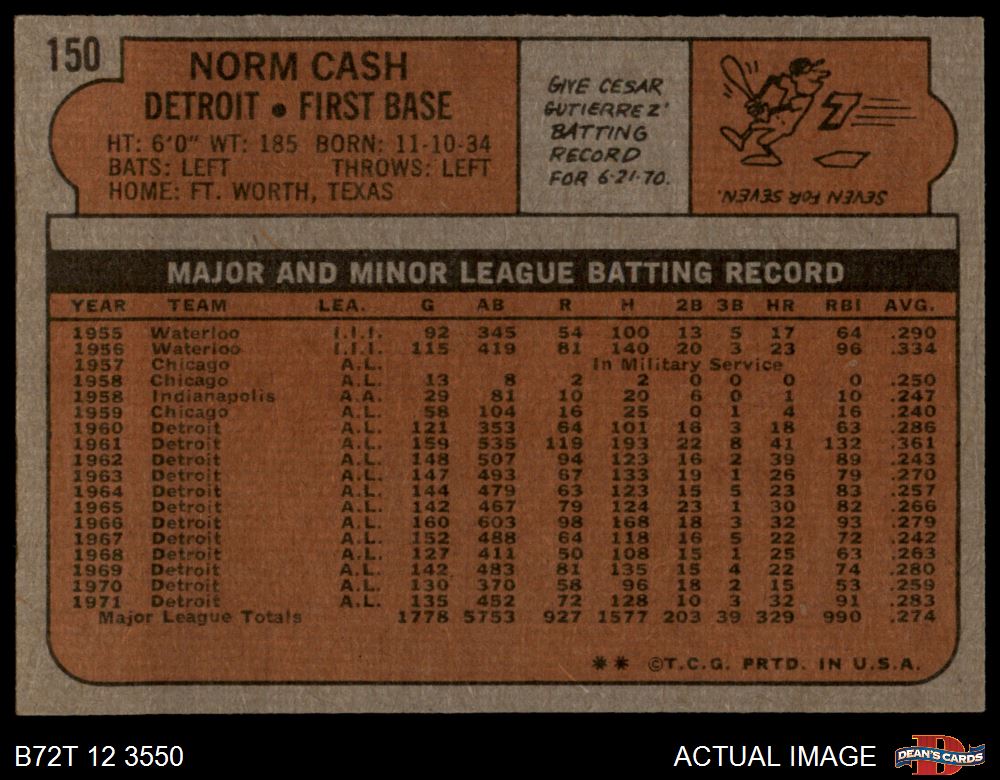 150
NORM CASH
DETROIT • FIRST BASE
HT: 6'0" WT: 185 BORN: 11-10-34
BATS: LEFT THROWS: LEFT
HOME: FT. WORTH, TEXAS
GIVE CESAR
GUTIERREZ'
BATTING
RECORD
FOR 6-21-70.
7
SEVEN FOR SEVEN.
MAJOR AND MINOR LEAGUE BATTING RECORD
YEAR TEAM LEA. G AB R H 2B 3B HR RBI AVG.
1955 Waterloo I.I.I. 92 345 54 100 13 5 17 64 .290
1956 Waterloo I.I.I. 115 419 81 140 20 3 23 96 .334
1957 Chicago A.L. In Military Service
1958 Chicago A.L. 13 8 2 2 0 0 0 0 .250
1958 Indianapolis A.A. 29 81 10 20 6 0 1 10 .247
1959 Chicago A.L. 58 104 16 25 0 1 4 16 .240
1960 Detroit A.L. 121 353 64 101 16 3 18 63 .286
1961 Detroit A.L. 159 535 119 193 22 8 41 132 .361
1962 Detroit A.L. 148 507 94 123 16 2 39 89 .243
1963 Detroit A.L. 147 493 67 133 19 1 26 79 .270
1964 Detroit A.L. 144 479 63 123 15 5 23 83 .257
1965 Detroit A.L. 142 467 79 124 23 1 30 82 .266
1966 Detroit A.L. 160 603 98 168 18 3 32 93 .279
1967 Detroit A.L. 152 488 64 118 16 5 22 72 .242
1968 Detroit A.L. 127 411 50 108 15 1 25 63 .263
1969 Detroit A.L. 142 483 81 135 15 4 22 74 .280
1970 Detroit A.L. 130 370 58 96 18 2 15 53 .259
1971 Detroit A.L. 135 452 72 128 10 3 32 91 .283
Major League Totals 1778 5753 927 1577 203 39 329 990 .274
** ©T.C.G. PRTD. IN U.S.A.
B72T 12 3550
ACTUAL IMAGE
D
DEAN'S CARDS